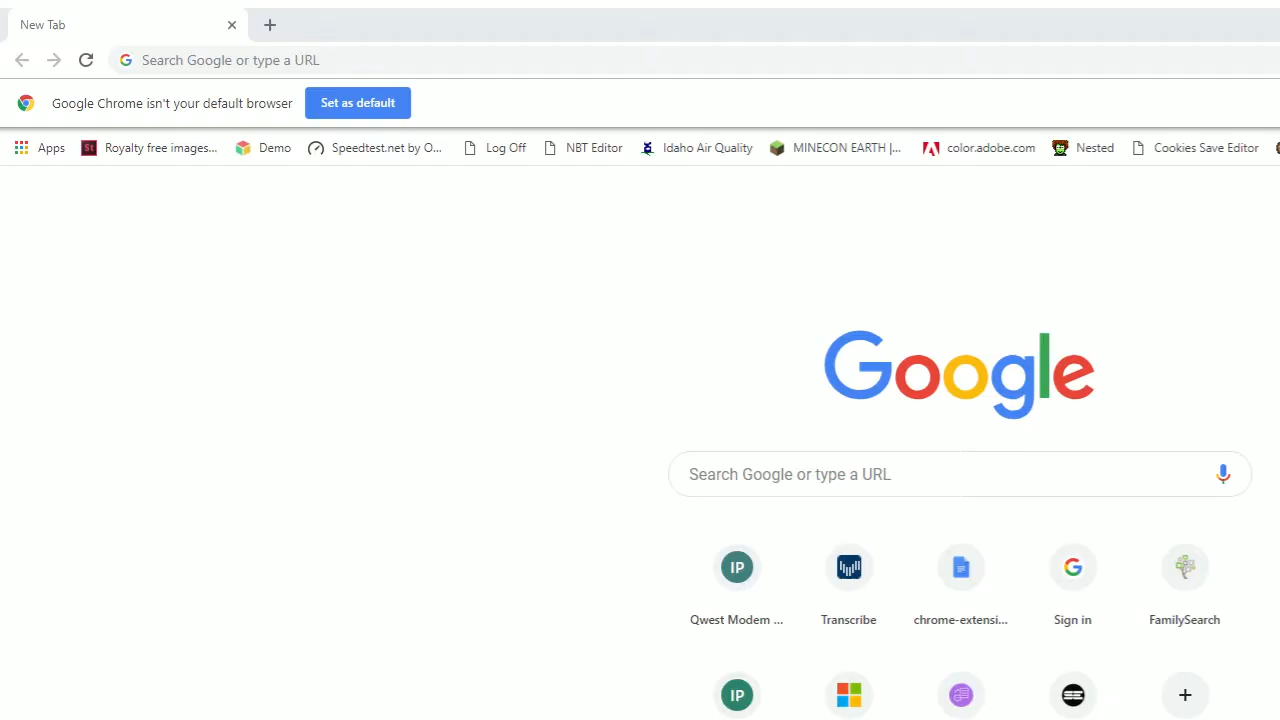 New Tab
Search Google or type a URL
Google Chrome isn't your default browser Set as default
Apps St Royalty free images... Demo Speedtest.net by O... Log Off NBT Editor Idaho Air Quality MINECON EARTH |... color.adobe.com Nested Cookies Save Editor
Google
Search Google or type a URL
IP
Qwest Modem ... Transcribe chrome-extensi... Sign in FamilySearch
IP